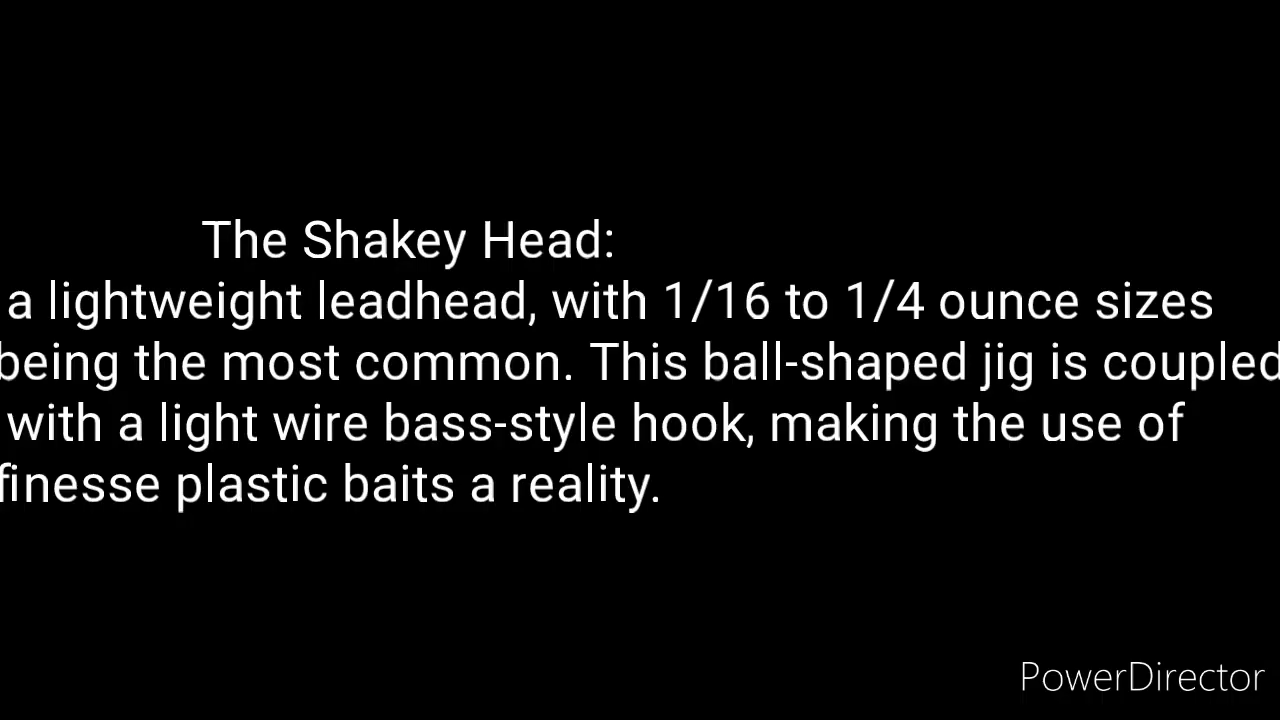 The Shakey Head:
a lightweight leadhead, with 1/16 to 1/4 ounce sizes
being the most common. This ball-shaped jig is coupled
with a light wire bass-style hook, making the use of
finesse plastic baits a reality.
PowerDirector